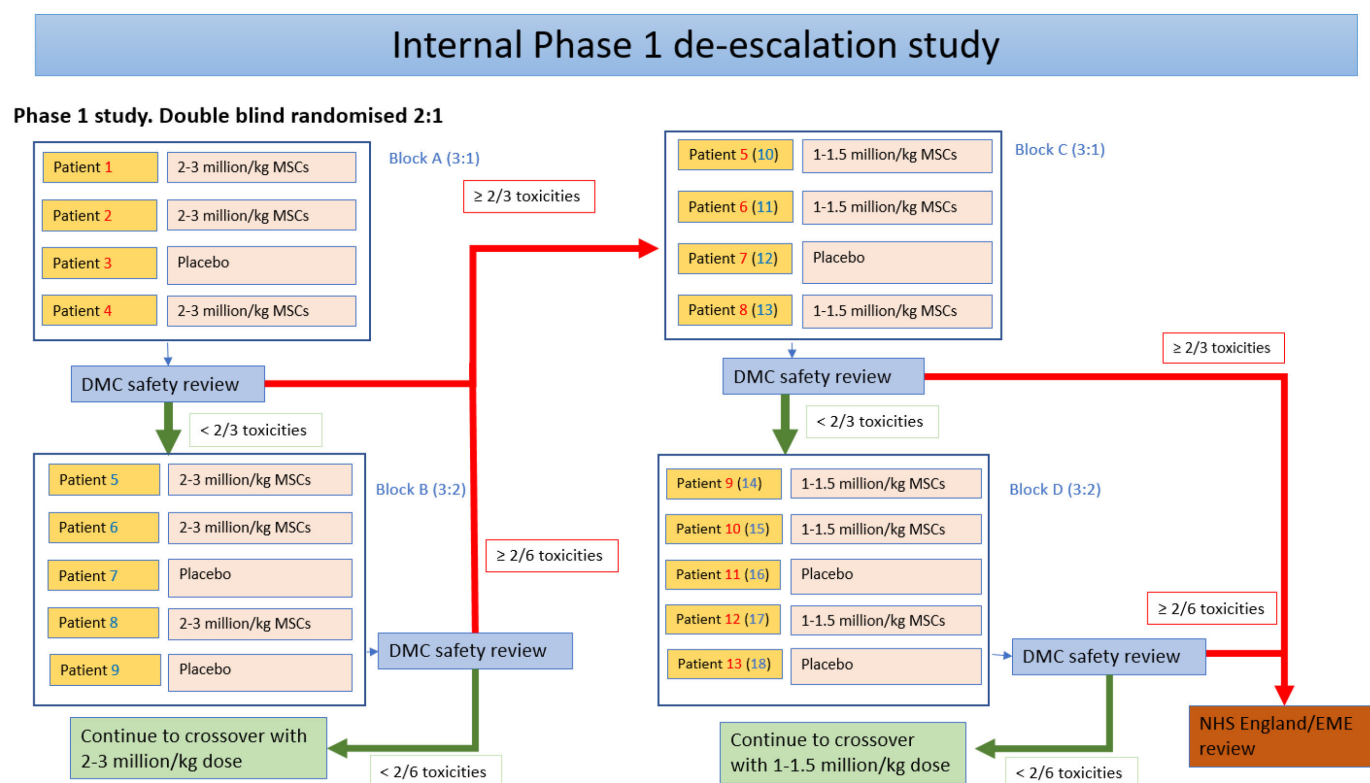 Internal Phase 1 de-escalation study
Phase 1 study. Double blind randomised 2:1
Block A (3:1)
Patient 1 2-3 million/kg MSCs
Patient 2 2-3 million/kg MSCs
Patient 3 Placebo
Patient 4 2-3 million/kg MSCs
DMC safety review
≥ 2/3 toxicities
< 2/3 toxicities
Block B (3:2)
Patient 5 2-3 million/kg MSCs
Patient 6 2-3 million/kg MSCs
Patient 7 Placebo
Patient 8 2-3 million/kg MSCs
Patient 9 Placebo
≥ 2/6 toxicities
DMC safety review
Continue to crossover with
2-3 million/kg dose
< 2/6 toxicities
Block C (3:1)
Patient 5 (10) 1-1.5 million/kg MSCs
Patient 6 (11) 1-1.5 million/kg MSCs
Patient 7 (12) Placebo
Patient 8 (13) 1-1.5 million/kg MSCs
DMC safety review
≥ 2/3 toxicities
< 2/3 toxicities
Block D (3:2)
Patient 9 (14) 1-1.5 million/kg MSCs
Patient 10 (15) 1-1.5 million/kg MSCs
Patient 11 (16) Placebo
Patient 12 (17) 1-1.5 million/kg MSCs
Patient 13 (18) Placebo
≥ 2/6 toxicities
DMC safety review
Continue to crossover
with 1-1.5 million/kg dose
< 2/6 toxicities
NHS England/EME
review